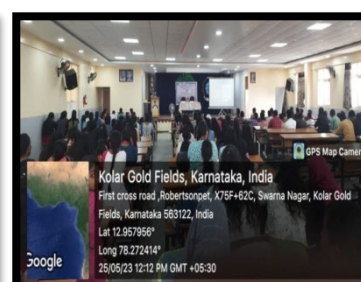 GPS Map Camera
Kolar Gold Fields, Karnataka, India
First cross road ,Robertsonpet, X75F+62C, Swarna Nagar, Kolar Gold
Fields, Karnataka 563122, India
Lat 12.957956°
Long 78.272414°
25/05/23 12:12 PM GMT +05:30
Google